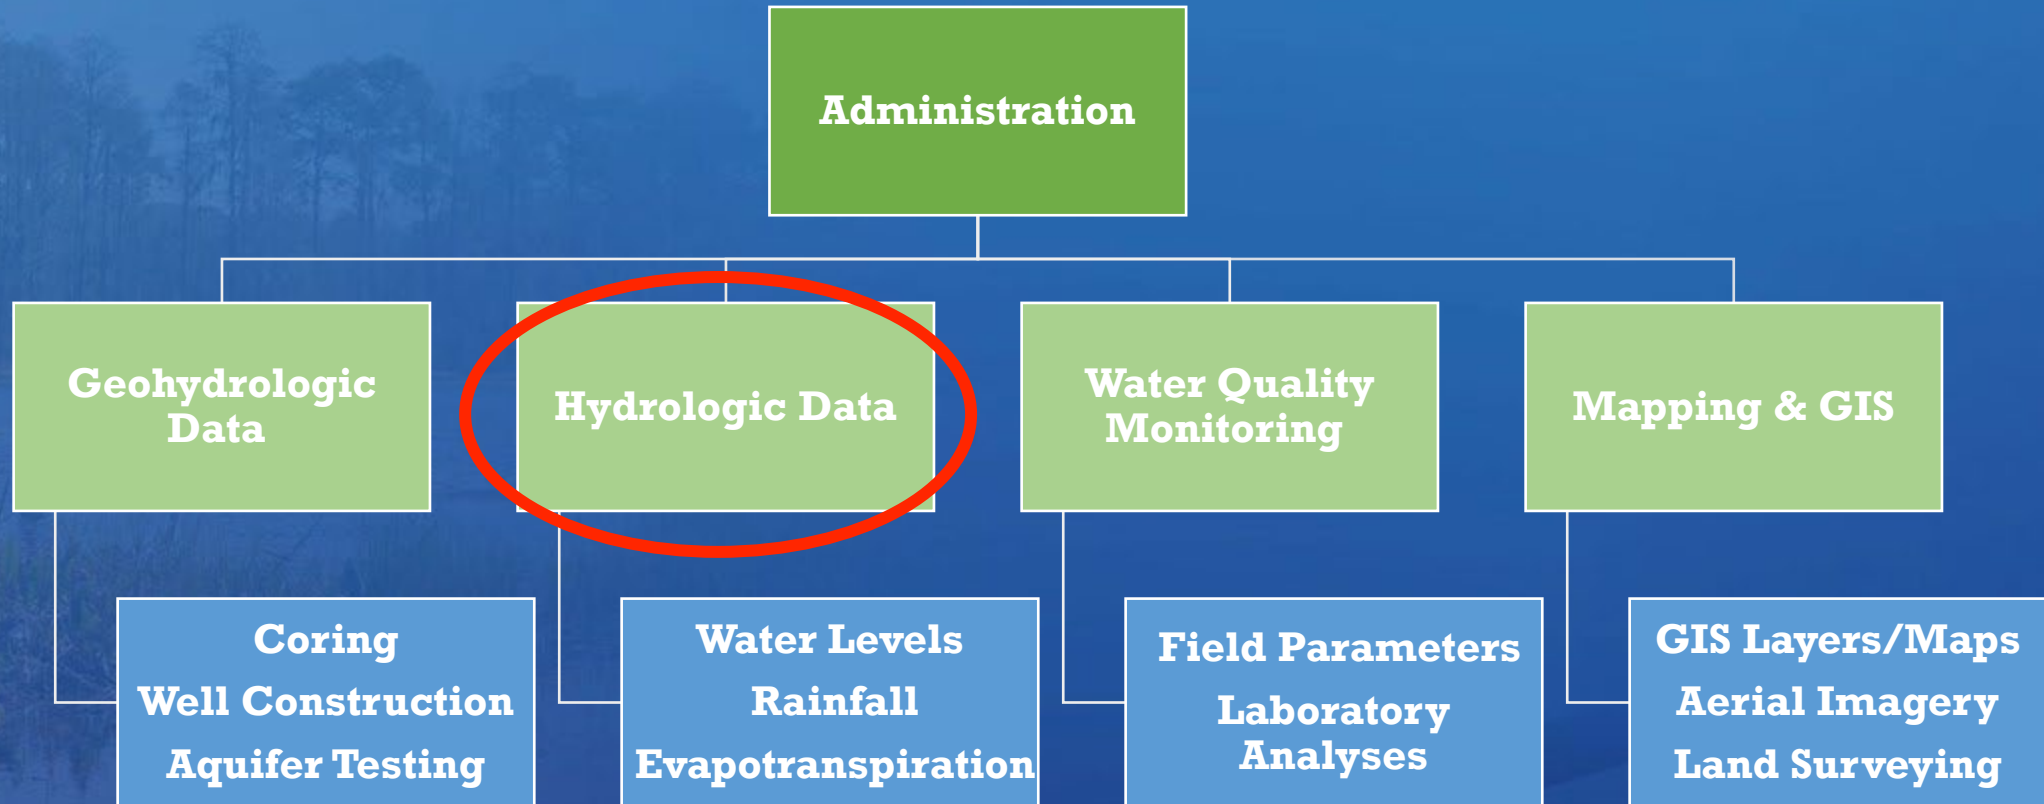 Administration
Geohydrologic
Data
Hydrologic Data
Water Quality
Monitoring
Mapping & GIS
Coring
Well Construction
Aquifer Testing
Water Levels
Rainfall
Evapotranspiration
Field Parameters
Laboratory
Analyses
GIS Layers/Maps
Aerial Imagery
Land Surveying